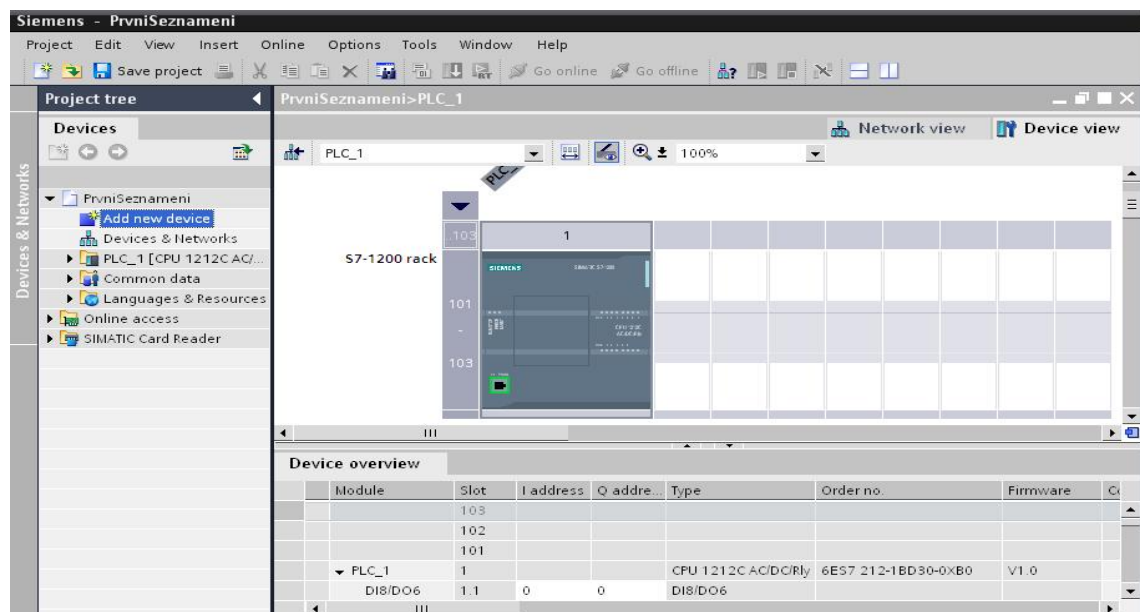 Siemens - PrvniSeznameni
Project Edit View Insert Online Options Tools Window Help
Save project Go online Go offline
Project tree
PrvniSeznameni>PLC_1
Devices
Network view Device view
PLC_1
100%
Devices & Networks
PrvniSeznameni
Add new device
Devices & Networks
PLC_1 [CPU 1212C AC/...
Common data
Languages & Resources
Online access
SIMATIC Card Reader
PLC_
.103 1
S7-1200 rack
SIEMENS
101
-
103
Device overview
Module Slot I address Q addre... Type Order no. Firmware
103
102
101
PLC_1 1 CPU 1212C AC/DC/Rly 6ES7 212-1BD30-0XB0 V1.0
DI8/DO6 1.1 0 0 DI8/DO6